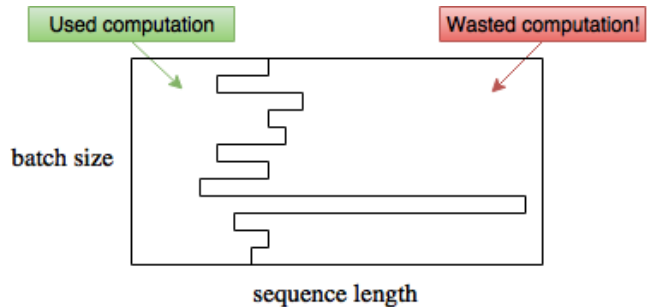 Used computation
Wasted computation!
batch size
sequence length